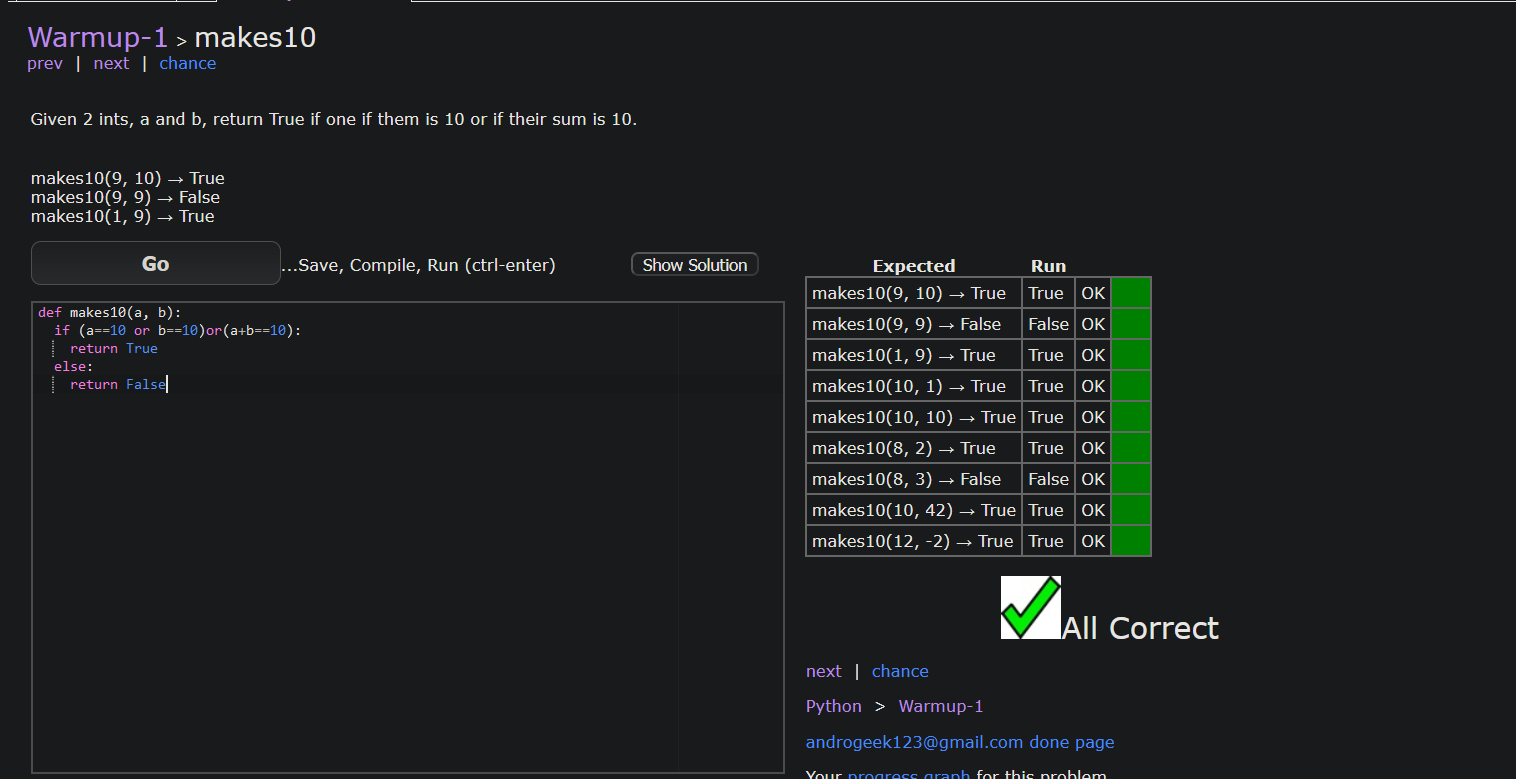 Warmup-1 > makes10
prev | next | chance
Given 2 ints, a and b, return True if one if them is 10 or if their sum is 10.
makes10(9, 10) → True
makes10(9, 9) → False
makes10(1, 9) → True
Go
...Save, Compile, Run (ctrl-enter)
Show Solution
def makes10(a, b):
  if (a==10 or b==10)or(a+b==10):
    return True
  else:
    return False
Expected Run
makes10(9, 10) → True True OK
makes10(9, 9) → False False OK
makes10(1, 9) → True True OK
makes10(10, 1) → True True OK
makes10(10, 10) → True True OK
makes10(8, 2) → True True OK
makes10(8, 3) → False False OK
makes10(10, 42) → True True OK
makes10(12, -2) → True True OK
All Correct
next | chance
Python > Warmup-1
androgeek123@gmail.com done page
Your progress graph for this problem